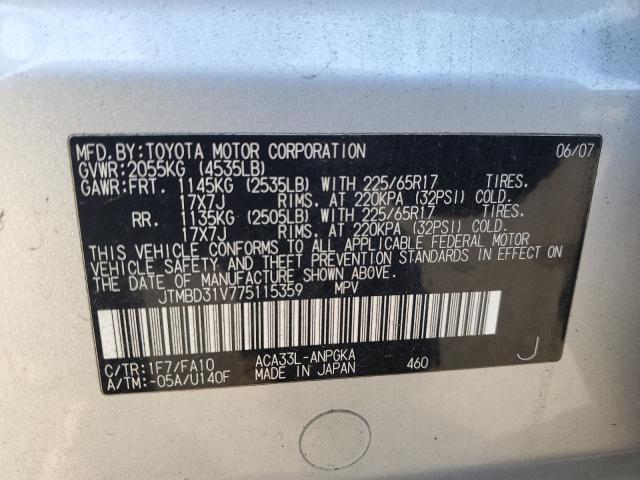 MFD.BY:TOYOTA MOTOR CORPORATION 06/07
GVWR:2055KG (4535LB)
GAWR:FRT. 1145KG (2535LB) WITH 225/65R17 TIRES.
17X7J RIMS. AT 220KPA (32PSI) COLD.
RR. 1135KG (2505LB) WITH 225/65R17 TIRES.
17X7J RIMS. AT 220KPA (32PSI) COLD.
THIS VEHICLE CONFORMS TO ALL APPLICABLE FEDERAL MOTOR
VEHICLE SAFETY AND THEFT PREVENTION STANDARDS IN EFFECT ON
THE DATE OF MANUFACTURE SHOWN ABOVE.
JTMBD31V775115359 MPV
C/TR:1F7/FA10 ACA33L-ANPGKA 460 J
A/TM:-05A/U140F MADE IN JAPAN